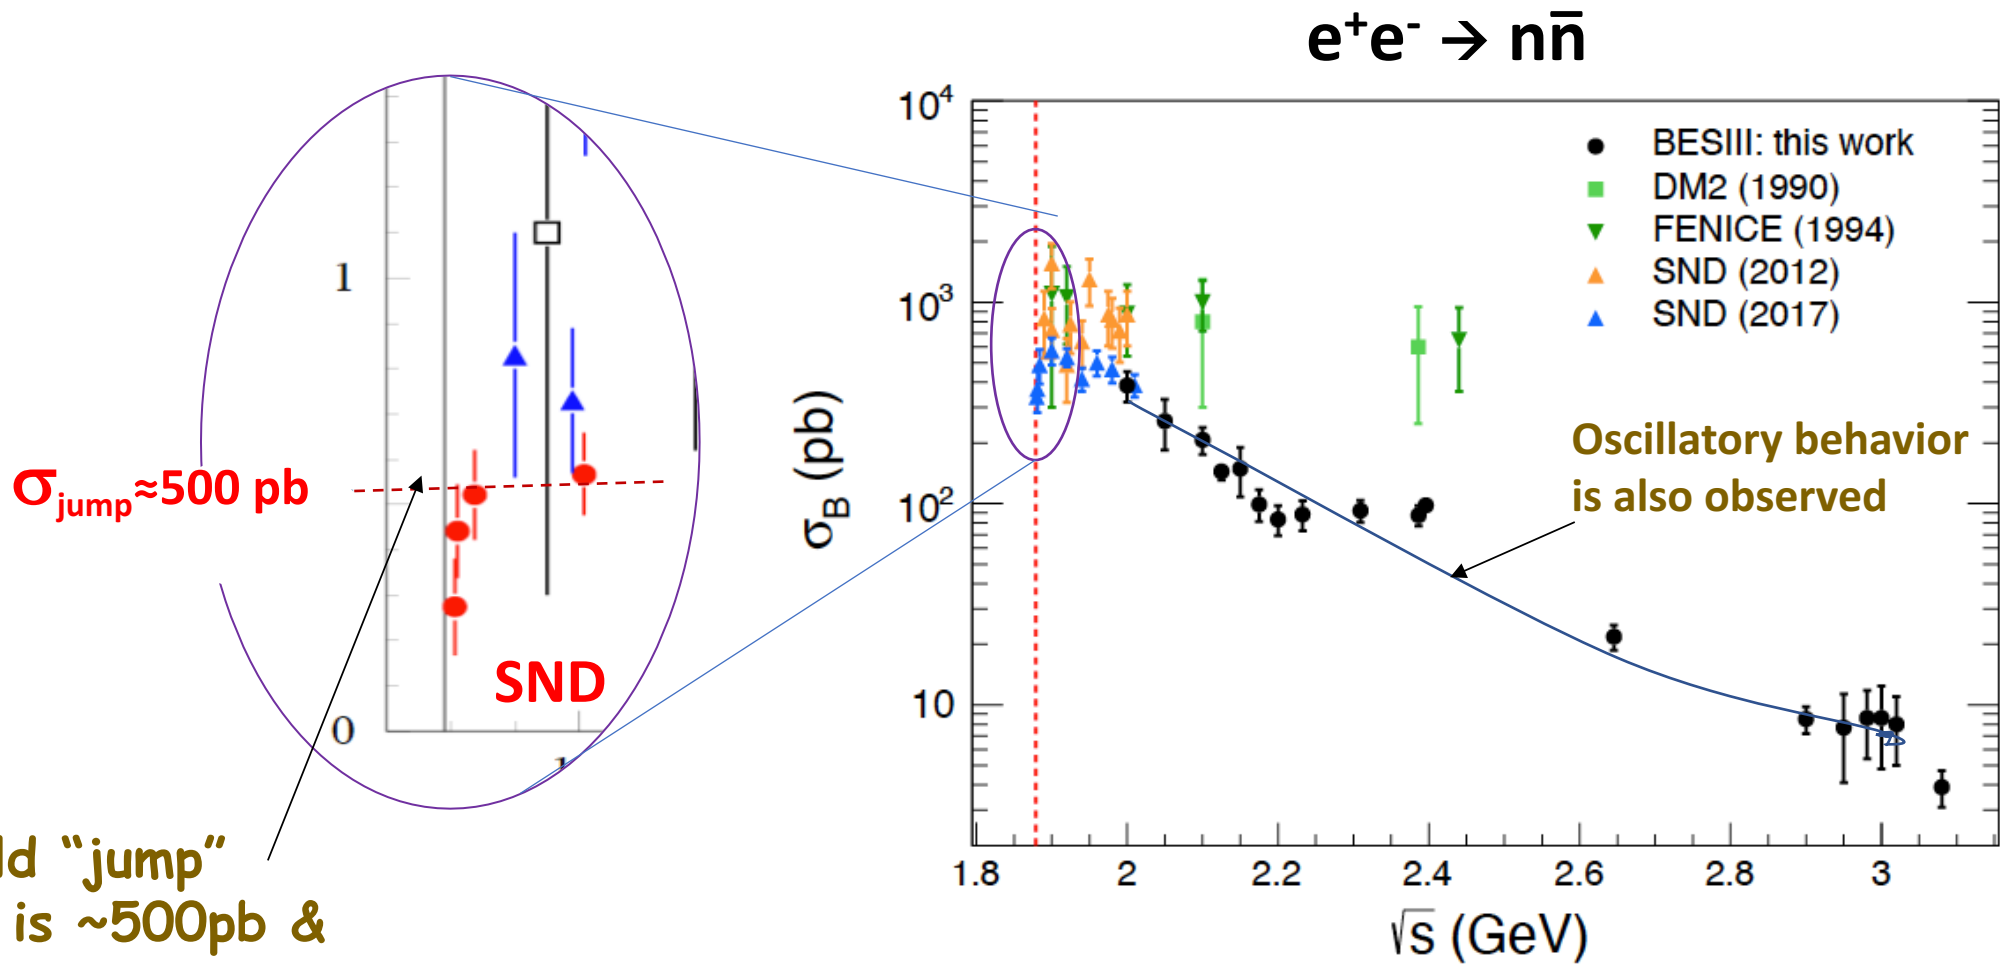 e⁺e⁻ → nn̅
10⁴
10³
10²
10
σB (pb)
BESIII: this work
DM2 (1990)
FENICE (1994)
SND (2012)
SND (2017)
Oscillatory behavior
is also observed
1.8 2 2.2 2.4 2.6 2.8 3
√s (GeV)
1
σjump≈500 pb
SND
0
1
ld “jump”
is ~500pb &